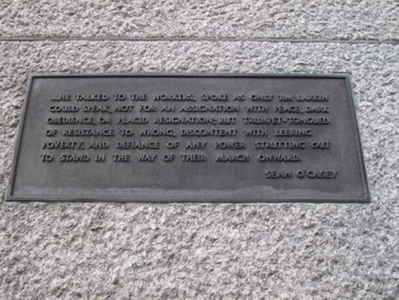 ...HE TALKED TO THE WORKERS, SPOKE AS ONLY JIM LARKIN
COULD SPEAK, NOT FOR AN ASSIGNATION WITH PEACE, DARK
OBEDIENCE, OR PLACID RESIGNATION; BUT TRUMPET-TONGUED
OF RESISTANCE TO WRONG, DISCONTENT WITH LEERING
POVERTY, AND DEFIANCE OF ANY POWER STRUTTING OUT
TO STAND IN THE WAY OF THEIR MARCH ONWARD.
SEAN O'CASEY